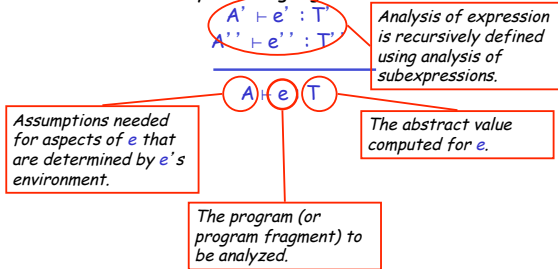 A' ⊢ e' : T'
A'' ⊢ e'' : T''
Analysis of expression
is recursively defined
using analysis of
subexpressions.
A ⊢ e T
Assumptions needed
for aspects of e that
are determined by e's
environment.
The abstract value
computed for e.
The program (or
program fragment) to
be analyzed.